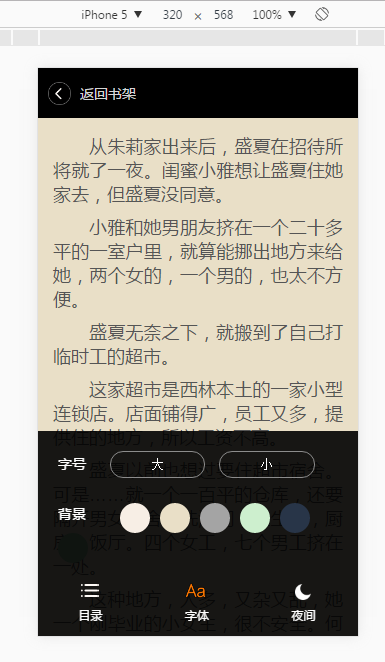 iPhone 5 ▼ 320 × 568 100% ▼
返回书架
从朱莉家出来后，盛夏在招待所
将就了一夜。闺蜜小雅想让盛夏住她
家去，但盛夏没同意。
小雅和她男朋友挤在一个二十多
平的一室户里，就算能挪出地方来给
她，两个女的，一个男的，也太不方
便。
盛夏无奈之下，就搬到了自己打
临时工的超市。
这家超市是西林本土的一家小型
连锁店。店面铺得广，员工又多，提
供住的地方，所以工资不高。
字号 大 小
可是……就一个一百平的仓库，还要
背景
饭厅。四个女工，七个男工挤在
一处。
这种地方，人多，又杂又乱，她
一个刚毕业的小女生，很不安全。何
目录 Aa 字体 夜间